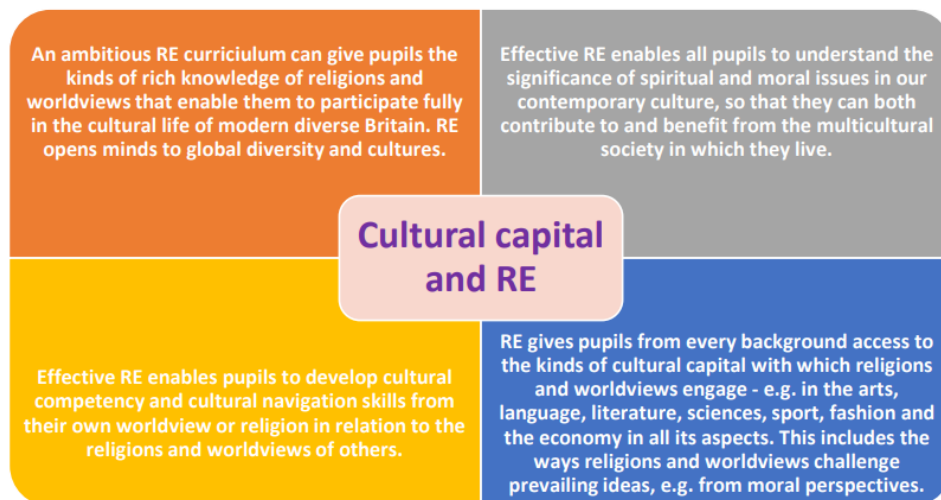 An ambitious RE curriciulum can give pupils the
kinds of rich knowledge of religions and
worldviews that enable them to participate fully
in the cultural life of modern diverse Britain. RE
opens minds to global diversity and cultures.
Effective RE enables all pupils to understand the
significance of spiritual and moral issues in our
contemporary culture, so that they can both
contribute to and benefit from the multicultural
society in which they live.
Cultural capital
and RE
Effective RE enables pupils to develop cultural
competency and cultural navigation skills from
their own worldview or religion in relation to the
religions and worldviews of others.
RE gives pupils from every background access to
the kinds of cultural capital with which religions
and worldviews engage - e.g. in the arts,
language, literature, sciences, sport, fashion and
the economy in all its aspects. This includes the
ways religions and worldviews challenge
prevailing ideas, e.g. from moral perspectives.